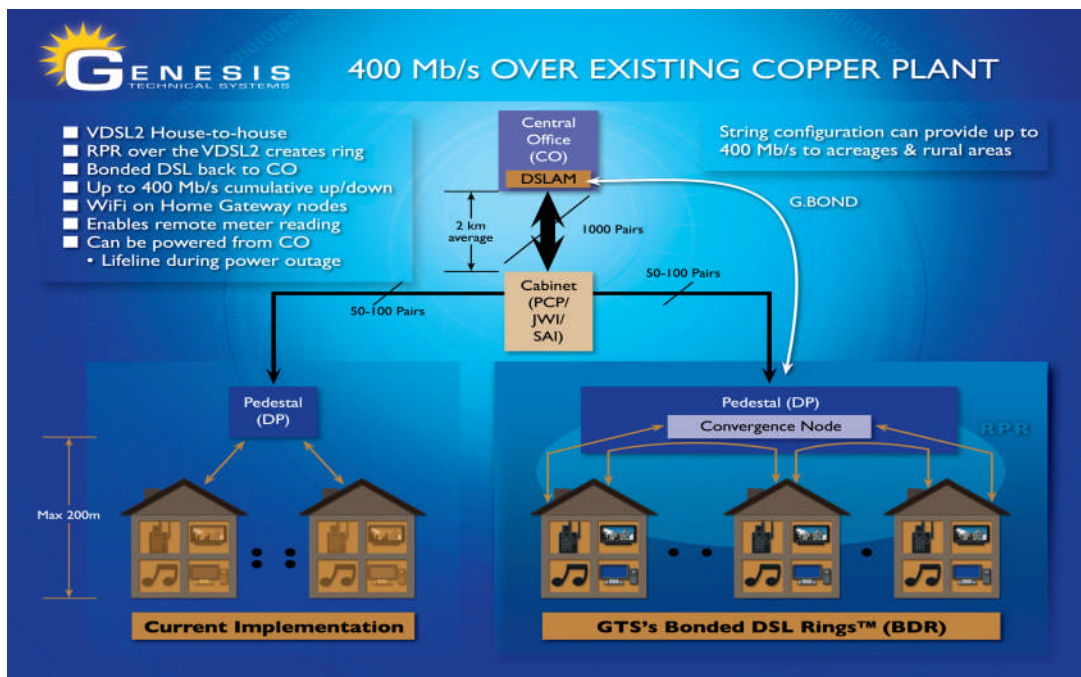 GENESIS
TECHNICAL SYSTEMS
400 Mb/s OVER EXISTING COPPER PLANT
VDSL2 House-to-house
RPR over the VDSL2 creates ring
Bonded DSL back to CO
Up to 400 Mb/s cumulative up/down
WiFi on Home Gateway nodes
Enables remote meter reading
Can be powered from CO
• Lifeline during power outage
Central
Office
(CO)
DSLAM
String configuration can provide up to
400 Mb/s to acreages & rural areas
G.BOND
2 km
average
1000 Pairs
50-100 Pairs
50-100 Pairs
Cabinet
(PCP/
JWI/
SAI)
Pedestal
(DP)
Pedestal (DP)
Convergence Node
RPR
Max 200m
Current Implementation
GTS's Bonded DSL Rings™ (BDR)